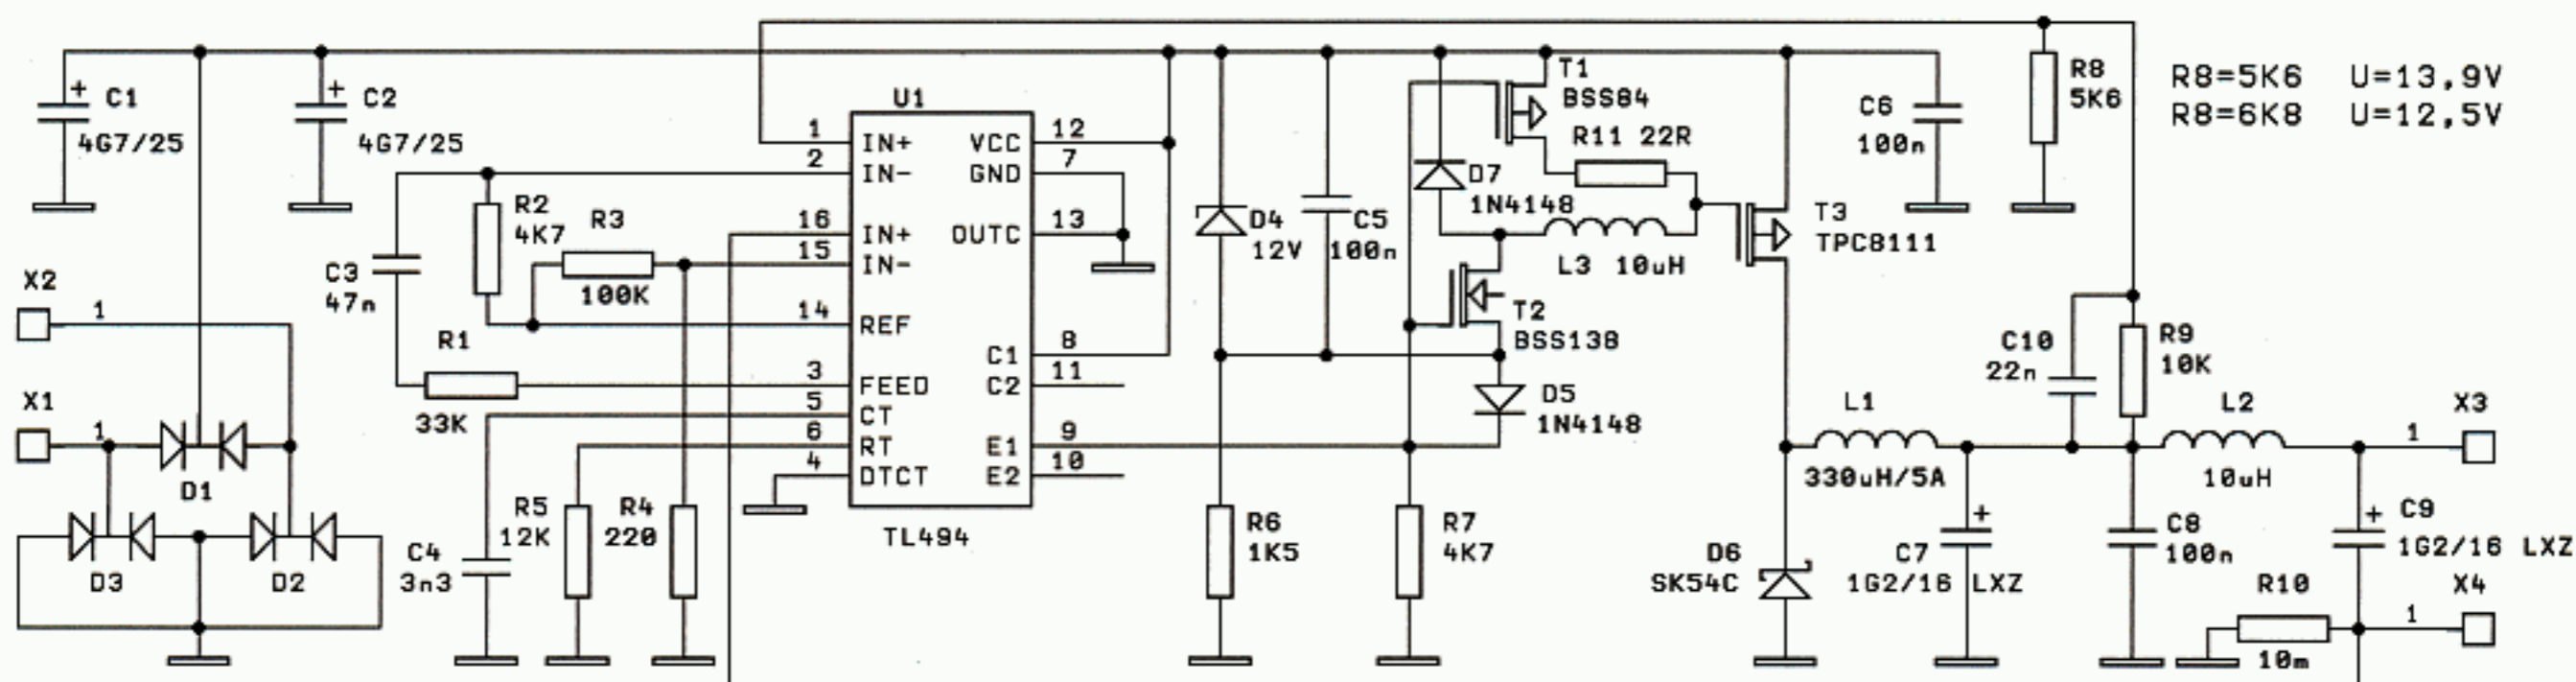 R8=5K6 U=13,9V
R8=6K8 U=12,5V
C1
4G7/25
C2
4G7/25
U1
1 IN+
2 IN-
16 IN+
15 IN-
14 REF
3 FEED
5 CT
6 RT
4 DTCT
VCC 12
GND 7
OUTC 13
C1 8
C2 11
E1 9
E2 10
TL494
R2
4K7
R3
100K
C3
47n
R1
33K
X2
1
X1
1
D1
D3
D2
C4
3n3
R5
12K
R4
220
D4
12V
C5
100n
T1
BSS84
R11 22R
D7
1N4148
L3 10uH
T2
BSS138
D5
1N4148
R6
1K5
R7
4K7
T3
TPC8111
C6
100n
R8
5K6
C10
22n
R9
10K
L1
330uH/5A
L2
10uH
X3
1
D6
SK54C
C7
1G2/16 LXZ
C8
100n
C9
1G2/16 LXZ
R10
10m
X4
1